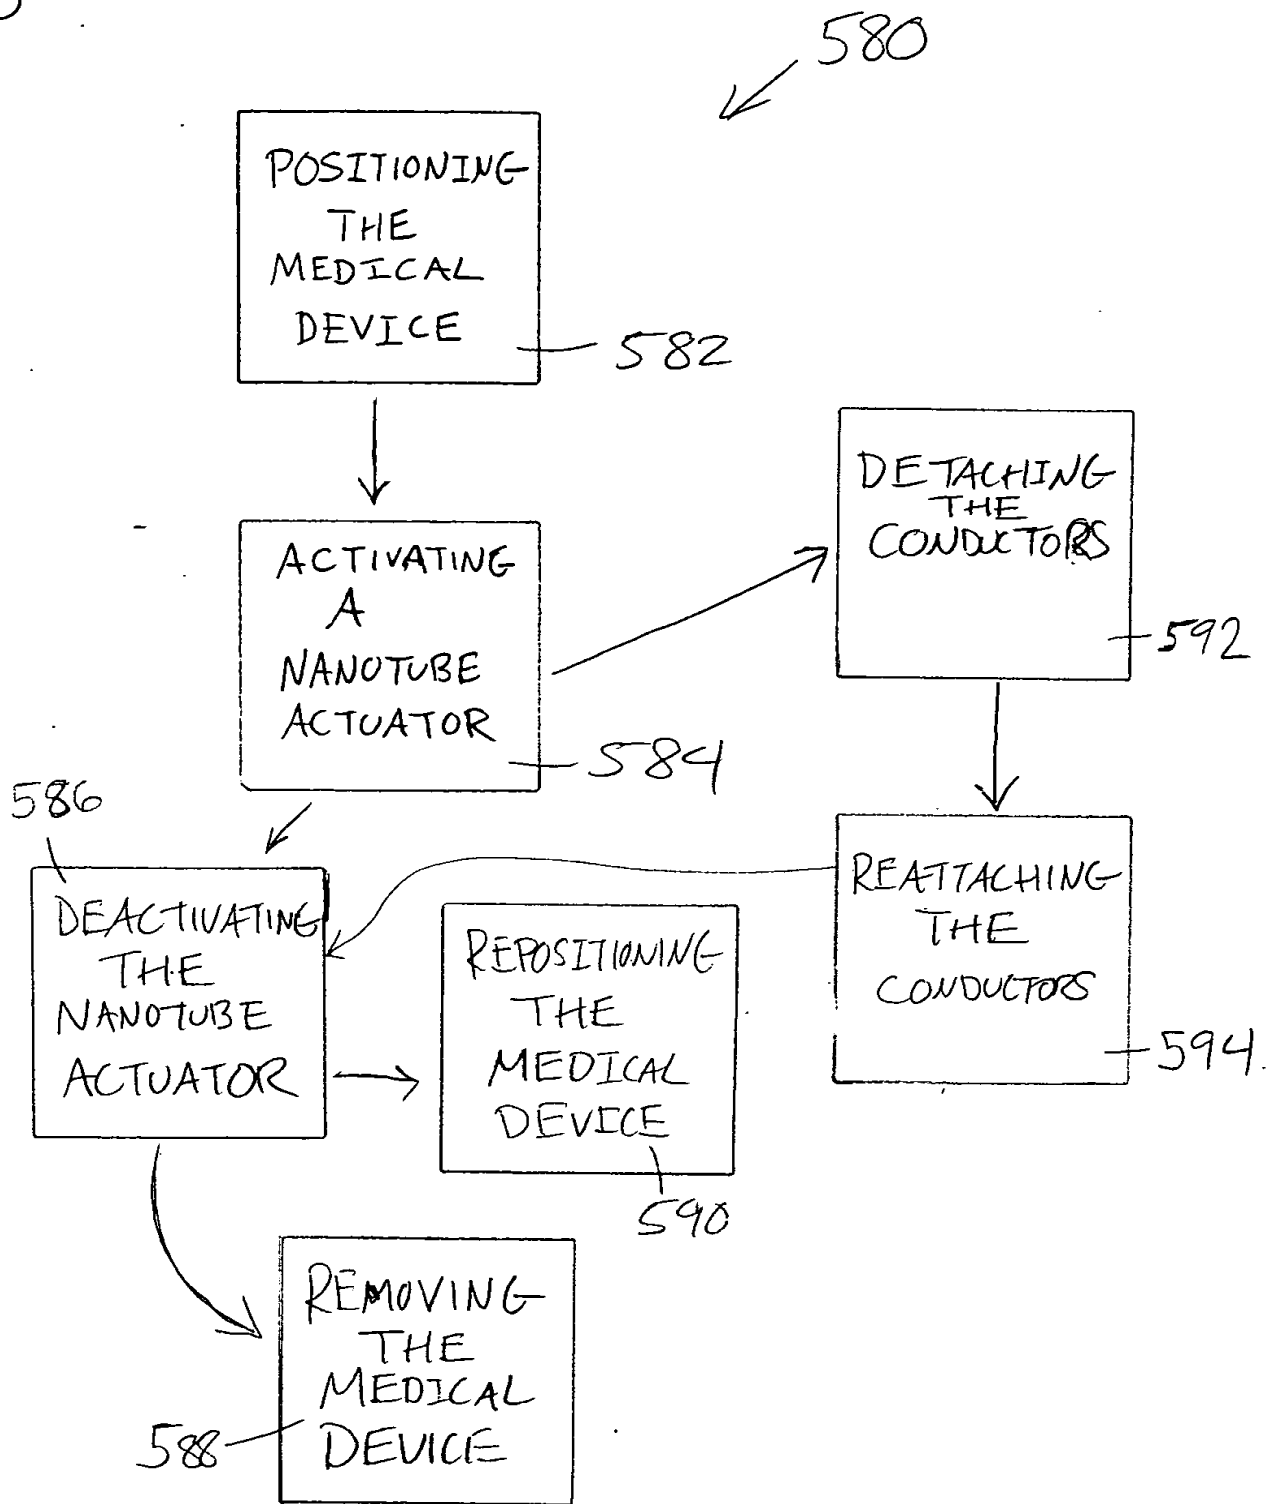 580
POSITIONING
THE
MEDICAL
DEVICE
582
ACTIVATING
A
NANOTUBE
ACTUATOR
584
DETACHING
THE
CONDUCTORS
592
586
DEACTIVATING
THE
NANOTUBE
ACTUATOR
REPOSITIONING
THE
MEDICAL
DEVICE
590
REATTACHING
THE
CONDUCTORS
594
REMOVING
THE
MEDICAL
DEVICE
588